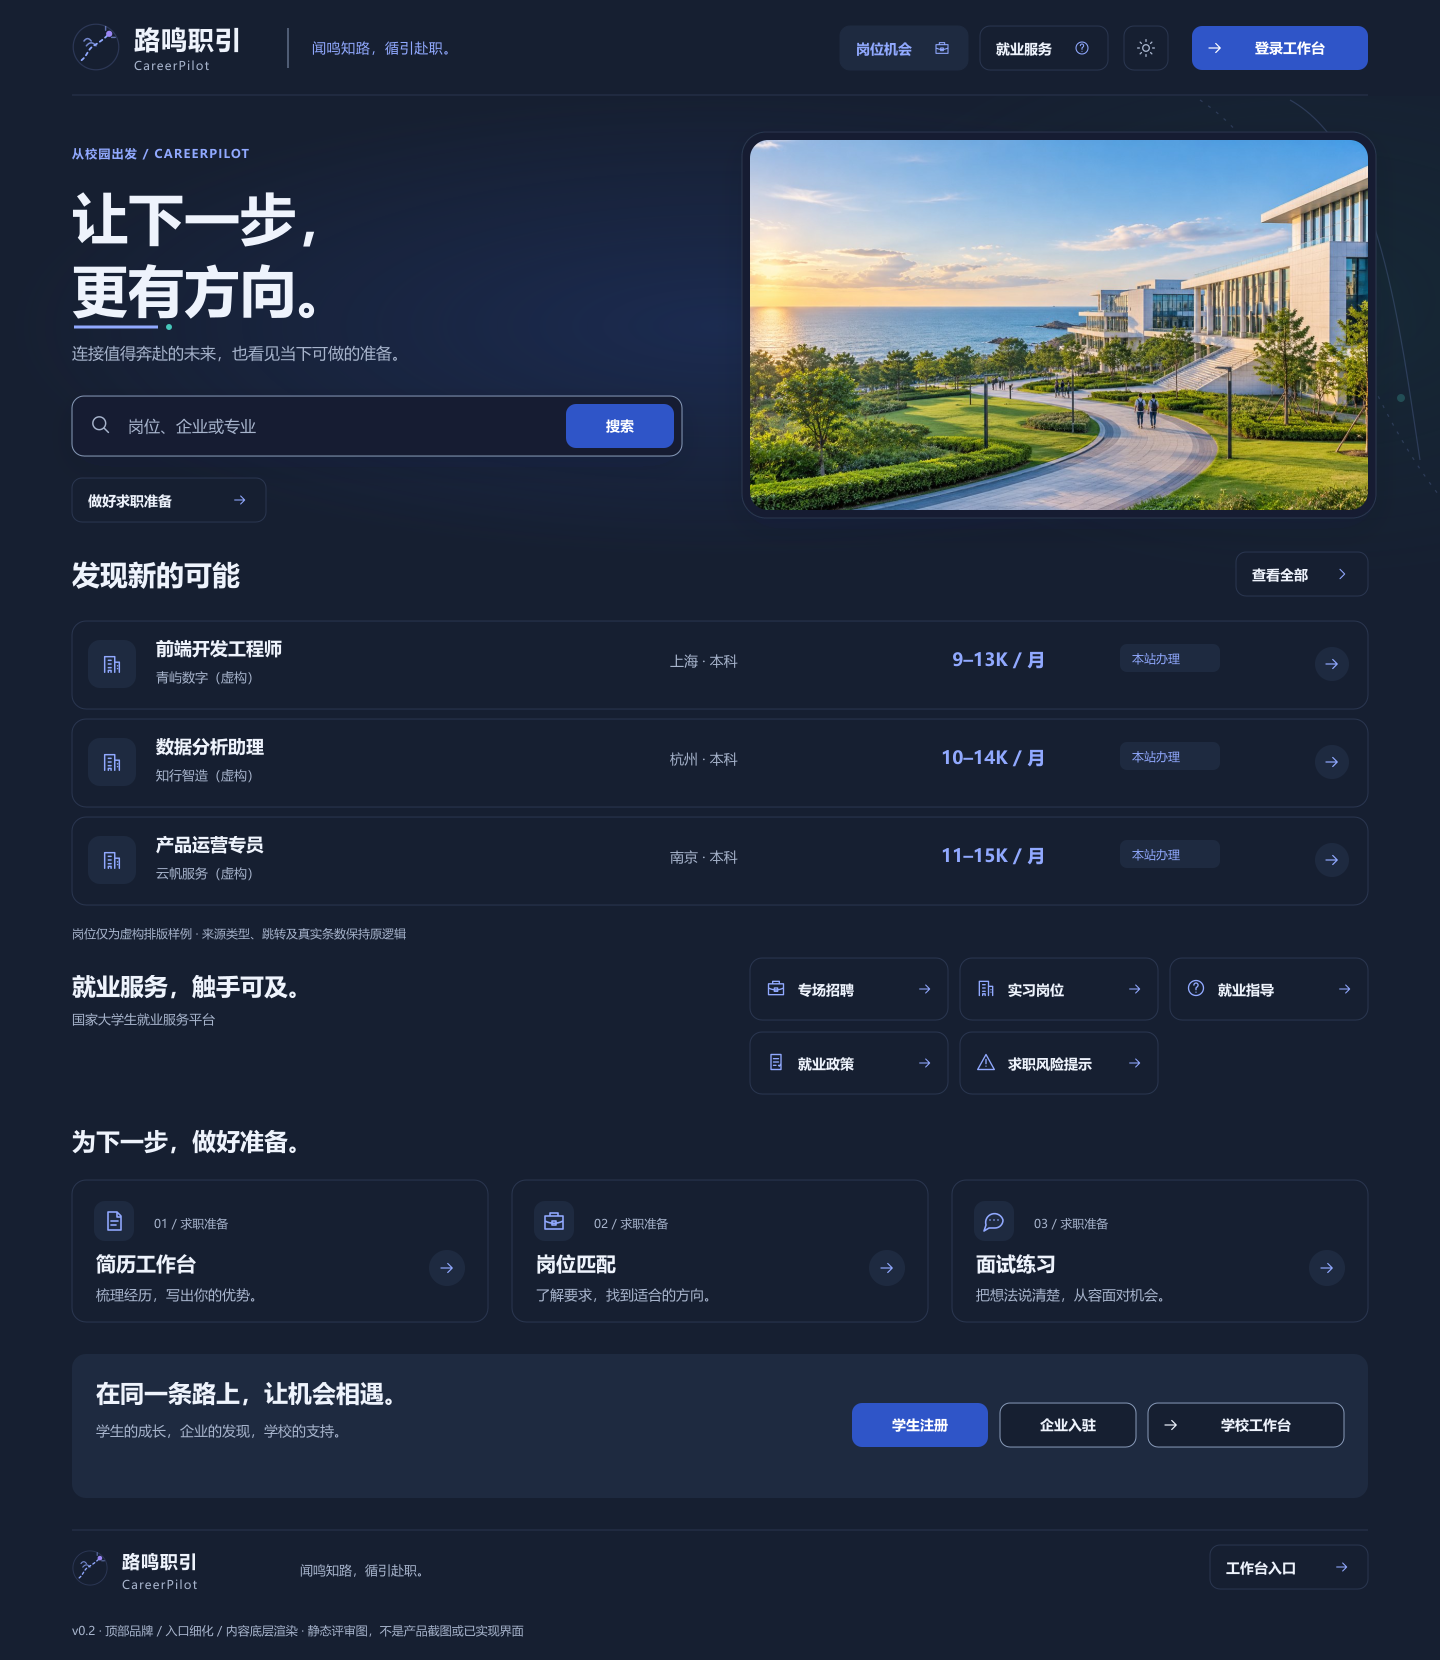 路鸣职引
CareerPilot
闻鸣知路，循引赴职。
岗位机会
就业服务
登录工作台
从校园出发 / CAREERPILOT
让下一步，
更有方向。
连接值得奔赴的未来，也看见当下可做的准备。
岗位、企业或专业
搜索
做好求职准备
发现新的可能
查看全部
前端开发工程师
青屿数字（虚构）
上海 · 本科
9–13K / 月
本站办理
数据分析助理
知行智造（虚构）
杭州 · 本科
10–14K / 月
本站办理
产品运营专员
云帆服务（虚构）
南京 · 本科
11–15K / 月
本站办理
岗位仅为虚构排版样例 · 来源类型、跳转及真实条数保持原逻辑
就业服务，触手可及。
国家大学生就业服务平台
专场招聘
实习岗位
就业指导
就业政策
求职风险提示
为下一步，做好准备。
01 / 求职准备
简历工作台
梳理经历，写出你的优势。
02 / 求职准备
岗位匹配
了解要求，找到适合的方向。
03 / 求职准备
面试练习
把想法说清楚，从容面对机会。
在同一条路上，让机会相遇。
学生的成长，企业的发现，学校的支持。
学生注册
企业入驻
学校工作台
路鸣职引
CareerPilot
闻鸣知路，循引赴职。
工作台入口
v0.2 · 顶部品牌 / 入口细化 / 内容底层渲染 · 静态评审图，不是产品截图或已实现界面